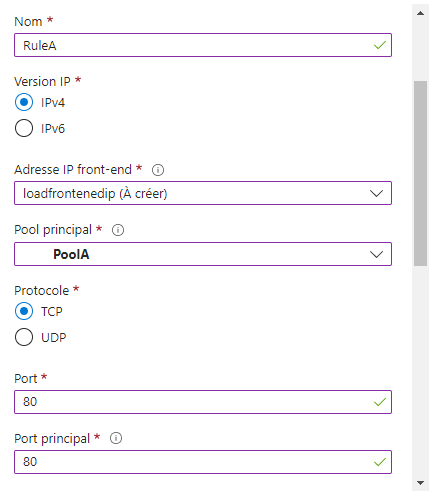 Nom *
RuleA
Version IP *
IPv4
IPv6
Adresse IP front-end *
loadfrontenedip (À créer)
Pool principal *
PoolA
Protocole *
TCP
UDP
Port *
80
Port principal *
80